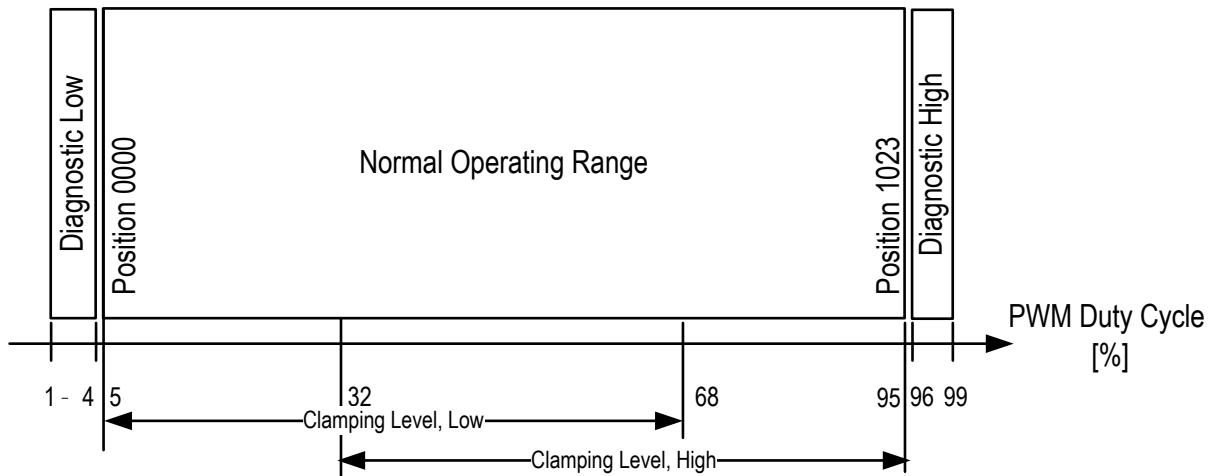 Diagnostic Low
Position 0000
Normal Operating Range
Position 1023
Diagnostic High
PWM Duty Cycle
[%]
1 - 4 5 32 68 95 96 99
Clamping Level, Low
Clamping Level, High